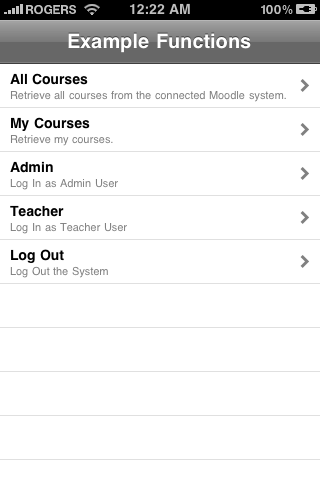 ROGERS 12:22 AM 100%
Example Functions
All Courses
Retrieve all courses from the connected Moodle system.
My Courses
Retrieve my courses.
Admin
Log In as Admin User
Teacher
Log In as Teacher User
Log Out
Log Out the System